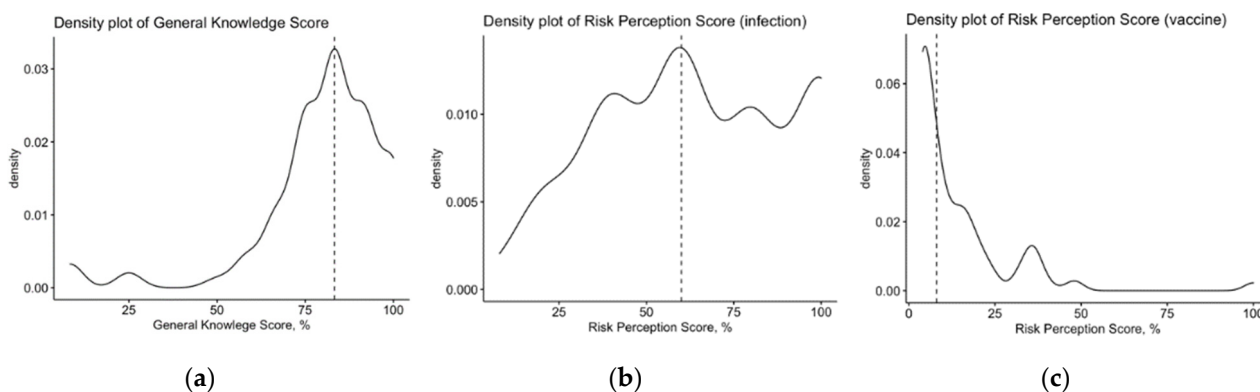 Density plot of General Knowledge Score
0.03
0.02
0.01
0.00
density
25
50
75
100
General Knowlege Score, %
(a)
Density plot of Risk Perception Score (infection)
0.010
0.005
0.000
density
25
50
75
100
Risk Perception Score, %
(b)
Density plot of Risk Perception Score (vaccine)
0.06
0.04
0.02
0.00
density
0
25
50
75
100
Risk Perception Score, %
(c)